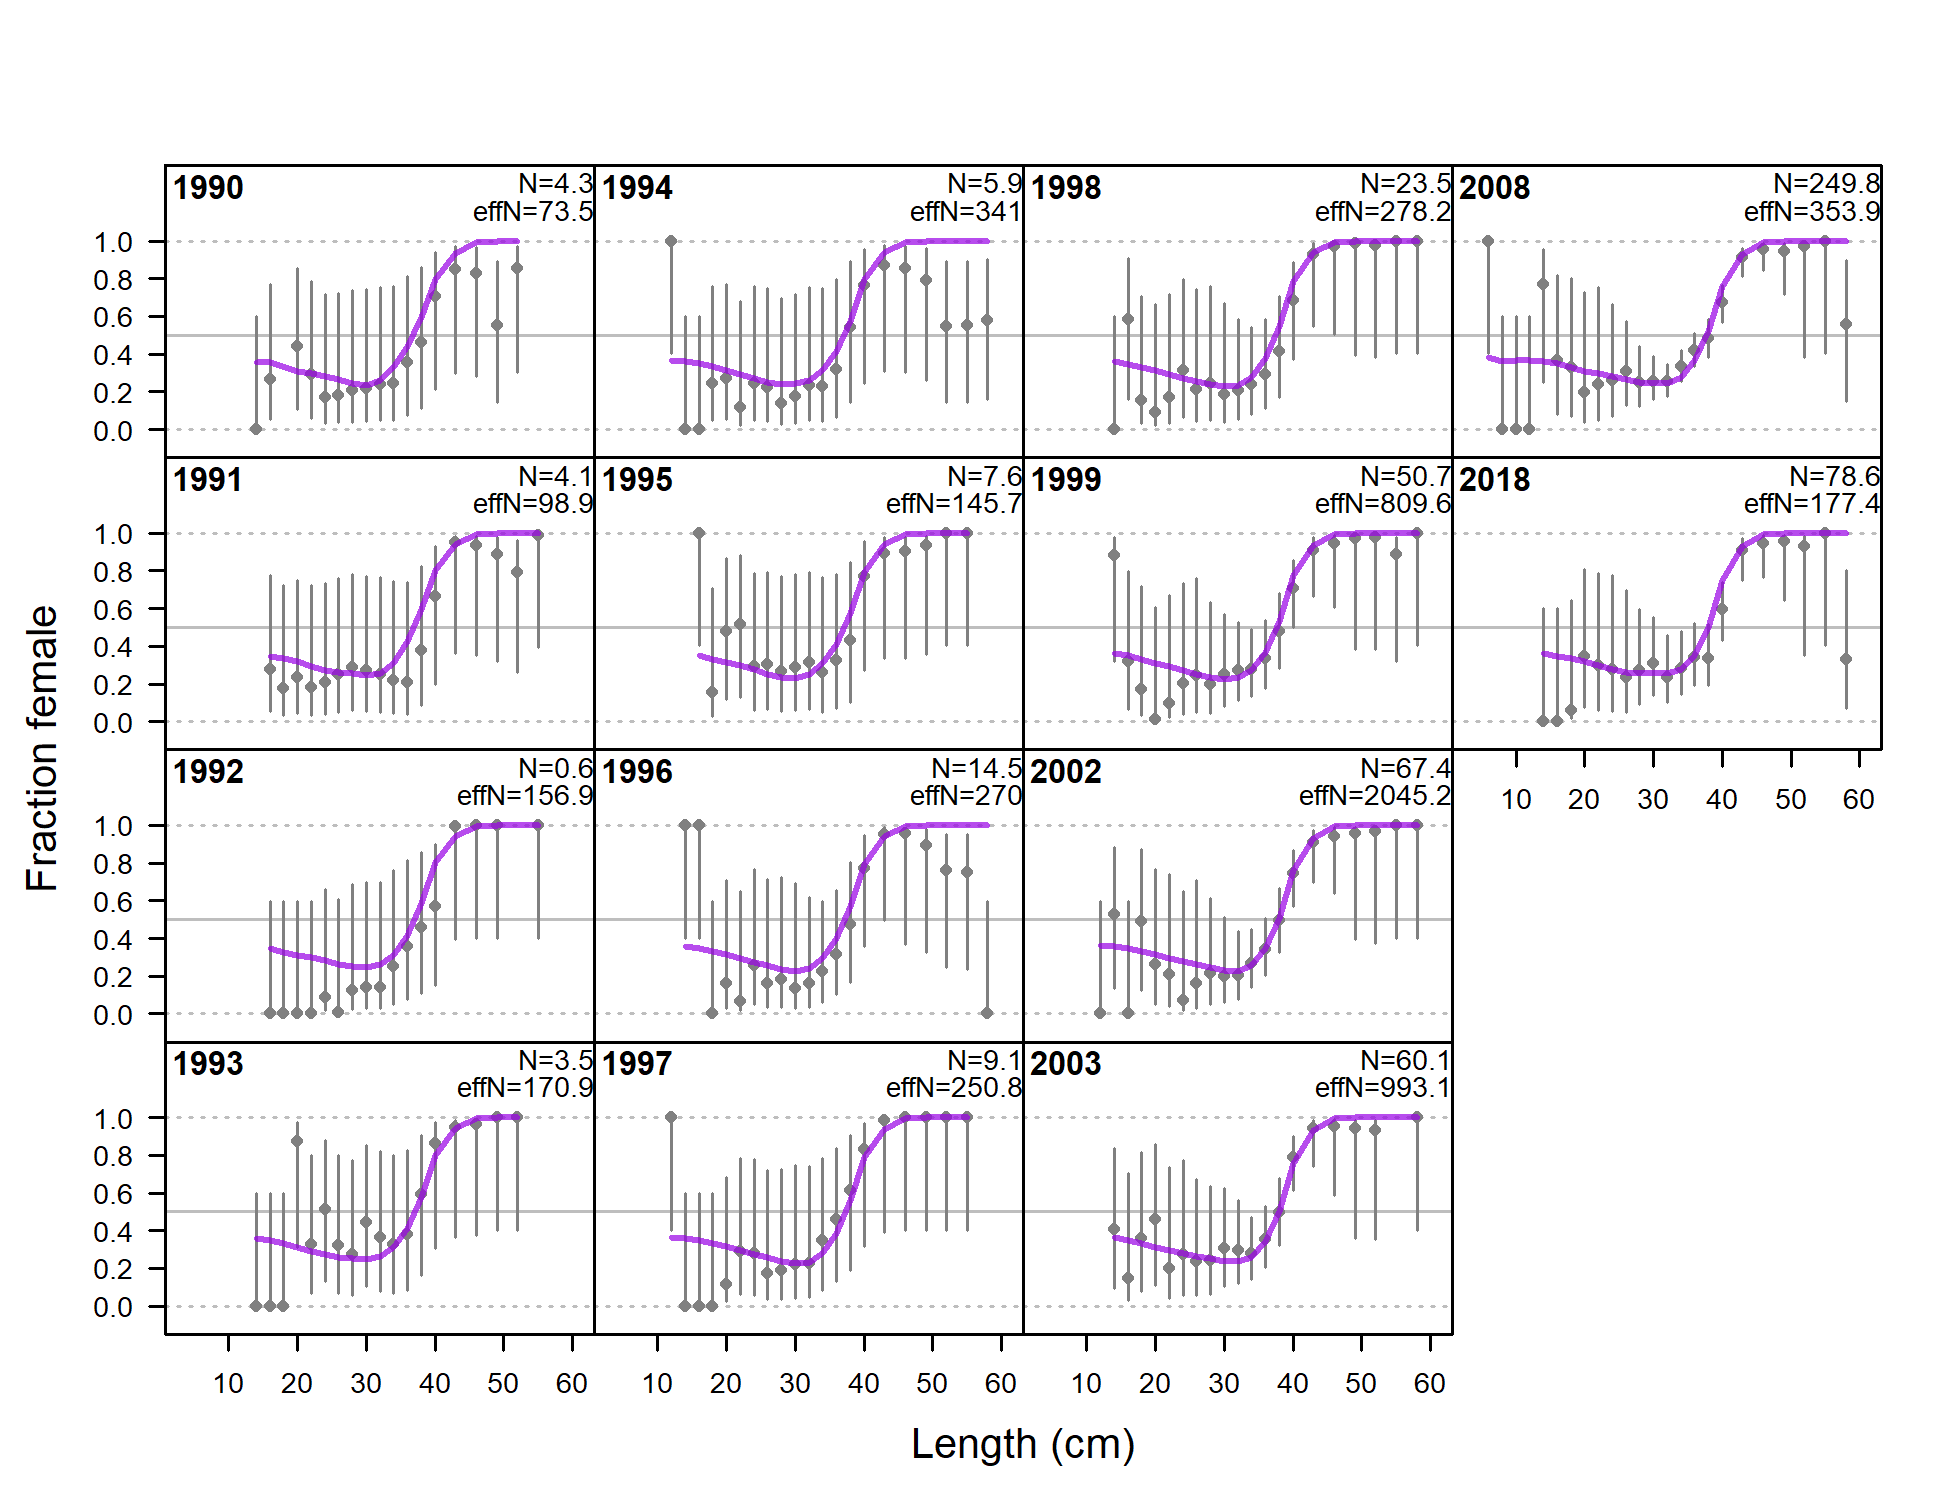 1990
N=4.3
effN=73.5
1994
N=5.9
effN=341
1998
N=23.5
effN=278.2
2008
N=249.8
effN=353.9
1.0
0.8
0.6
0.4
0.2
0.0
1991
N=4.1
effN=98.9
1995
N=7.6
effN=145.7
1999
N=50.7
effN=809.6
2018
N=78.6
effN=177.4
1.0
0.8
0.6
0.4
0.2
0.0
1992
N=0.6
effN=156.9
1996
N=14.5
effN=270
2002
N=67.4
effN=2045.2
10 20 30 40 50 60
1.0
0.8
0.6
0.4
0.2
0.0
1993
N=3.5
effN=170.9
1997
N=9.1
effN=250.8
2003
N=60.1
effN=993.1
1.0
0.8
0.6
0.4
0.2
0.0
10 20 30 40 50 60
10 20 30 40 50 60
10 20 30 40 50 60
Fraction female
Length (cm)